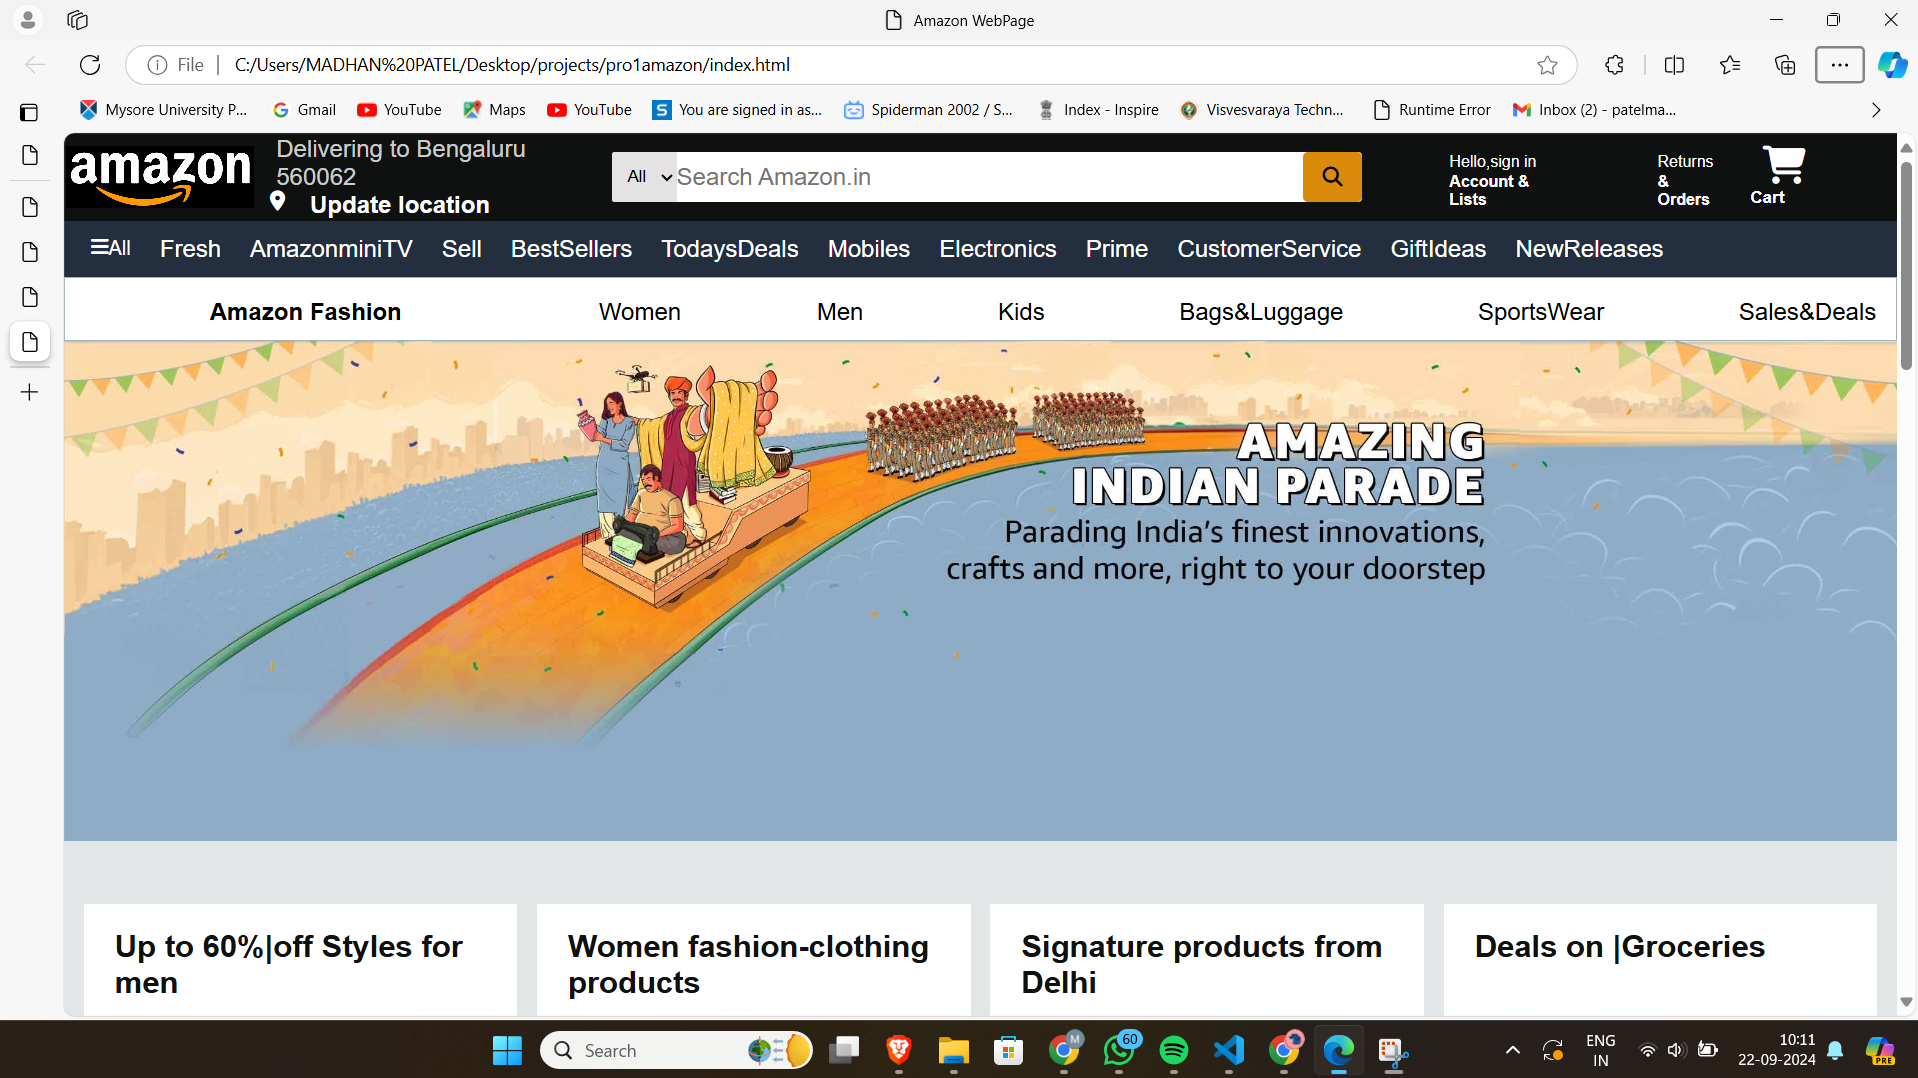 Amazon WebPage
File
C:/Users/MADHAN%20PATEL/Desktop/projects/pro1amazon/index.html
Mysore University P...
Gmail
YouTube
Maps
YouTube
S
You are signed in as...
Spiderman 2002 / S...
Index - Inspire
Visvesvaraya Techn...
Runtime Error
Inbox (2) - patelma...
amazon
Delivering to Bengaluru
560062
Update location
All
Search Amazon.in
Hello,sign in
Account &
Lists
Returns
&
Orders
Cart
All
Fresh
AmazonminiTV
Sell
BestSellers
TodaysDeals
Mobiles
Electronics
Prime
CustomerService
GiftIdeas
NewReleases
Amazon Fashion
Women
Men
Kids
Bags&Luggage
SportsWear
Sales&Deals
AMAZING
INDIAN PARADE
Parading India's finest innovations,
crafts and more, right to your doorstep
Up to 60%|off Styles for
men
Women fashion-clothing
products
Signature products from
Delhi
Deals on |Groceries
Search
M
60
ENG
IN
10:11
22-09-2024
PRE